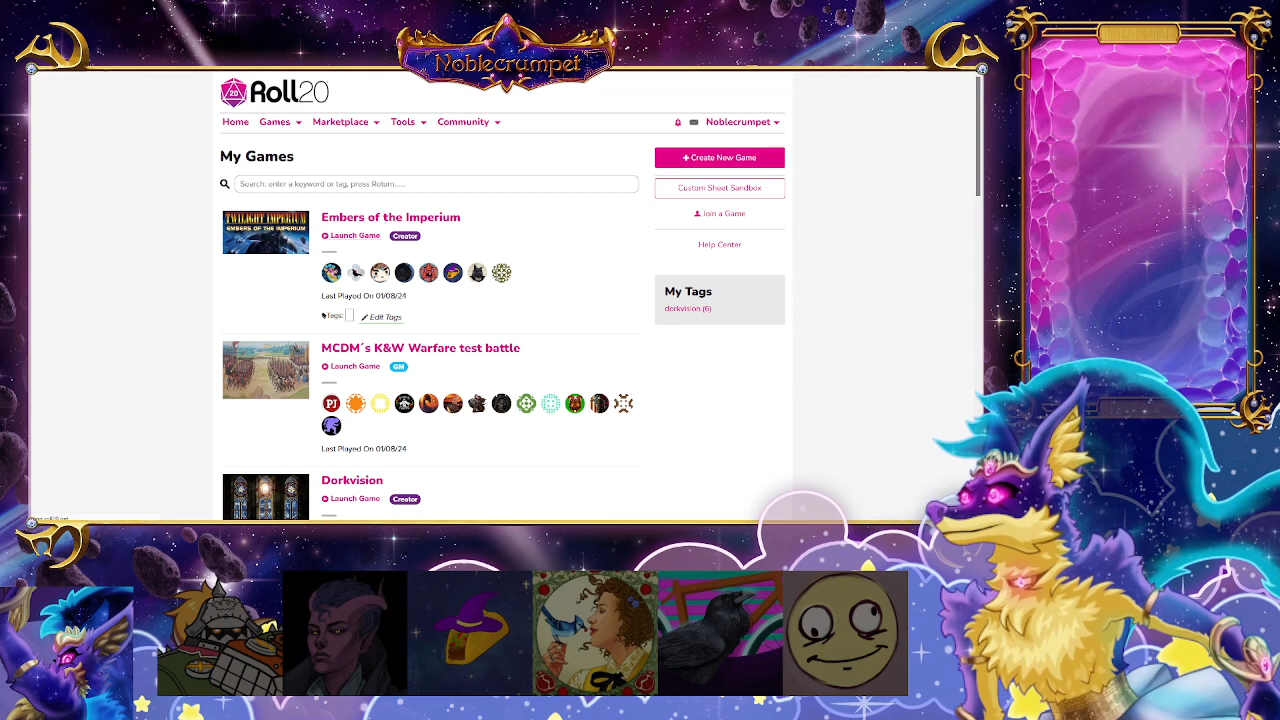 Noblecrumpet
20 Roll20
Home Games Marketplace Tools Community Noblecrumpet
My Games
Search: enter a keyword or tag, press Return......
+ Create New Game
Custom Sheet Sandbox
Join a Game
Help Center
My Tags
dorkvision (6)
TWILIGHT IMPERIUM
EMBERS OF THE IMPERIUM
Embers of the Imperium
Launch Game Creator
Last Played On 01/08/24
Tags: Edit Tags
MCDM´s K&W Warfare test battle
Launch Game GM
PI
Last Played On 01/08/24
Dorkvision
Launch Game Creator